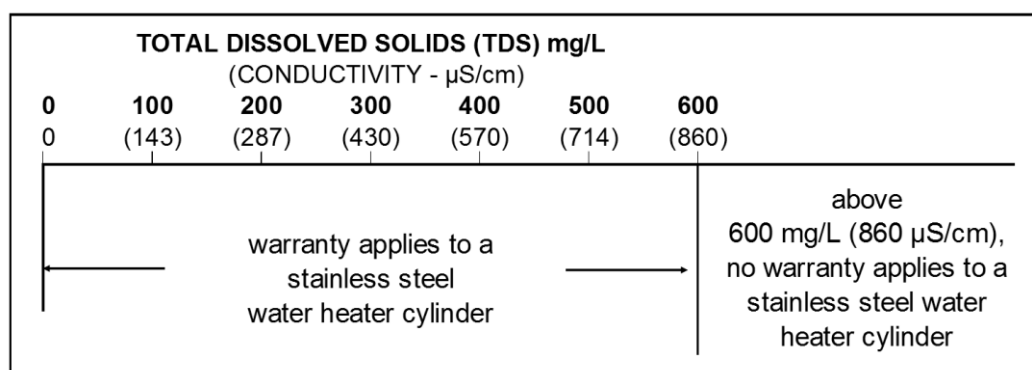 TOTAL DISSOLVED SOLIDS (TDS) mg/L
(CONDUCTIVITY - µS/cm)
0 100 200 300 400 500 600
0 (143) (287) (430) (570) (714) (860)
warranty applies to a
stainless steel
water heater cylinder
above
600 mg/L (860 µS/cm),
no warranty applies to a
stainless steel water
heater cylinder